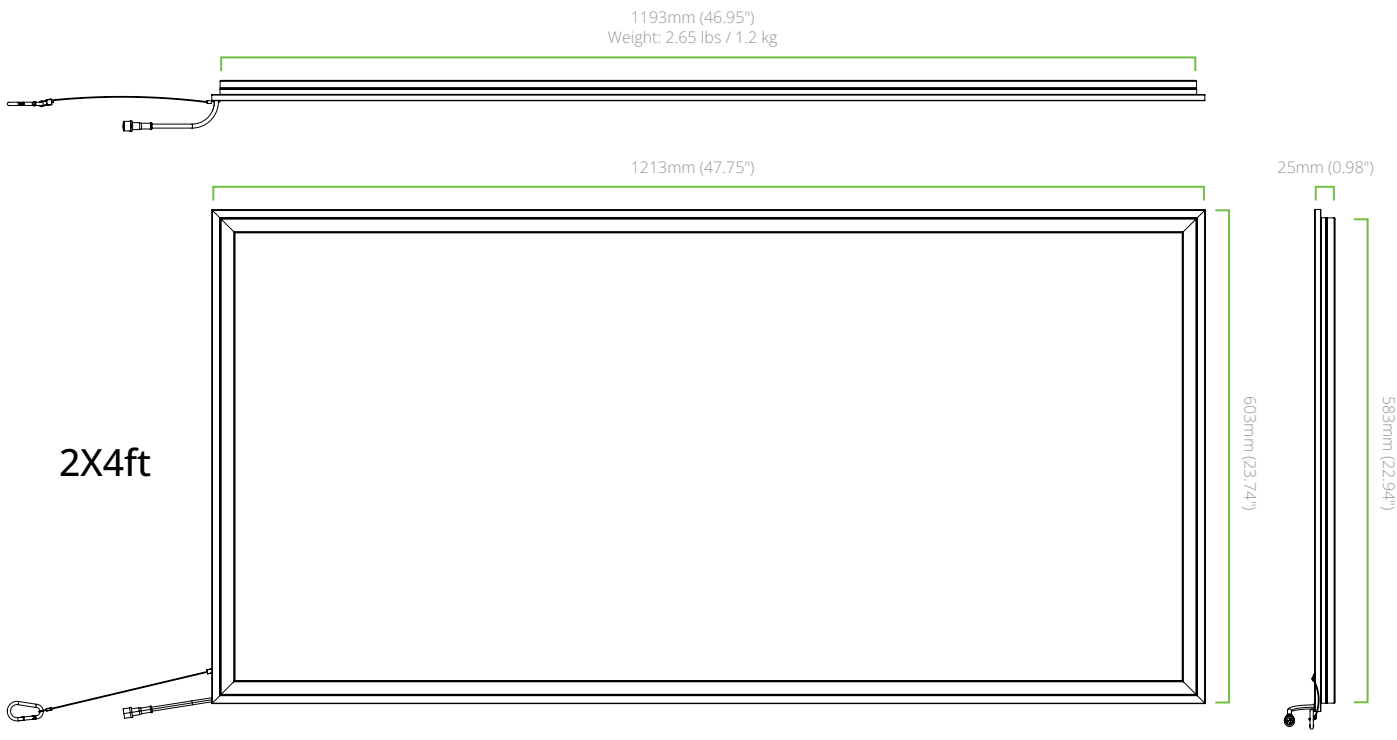 1193mm (46.95")
Weight: 2.65 lbs / 1.2 kg
1213mm (47.75")
25mm (0.98")
603mm (23.74")
583mm (22.94")
2X4ft